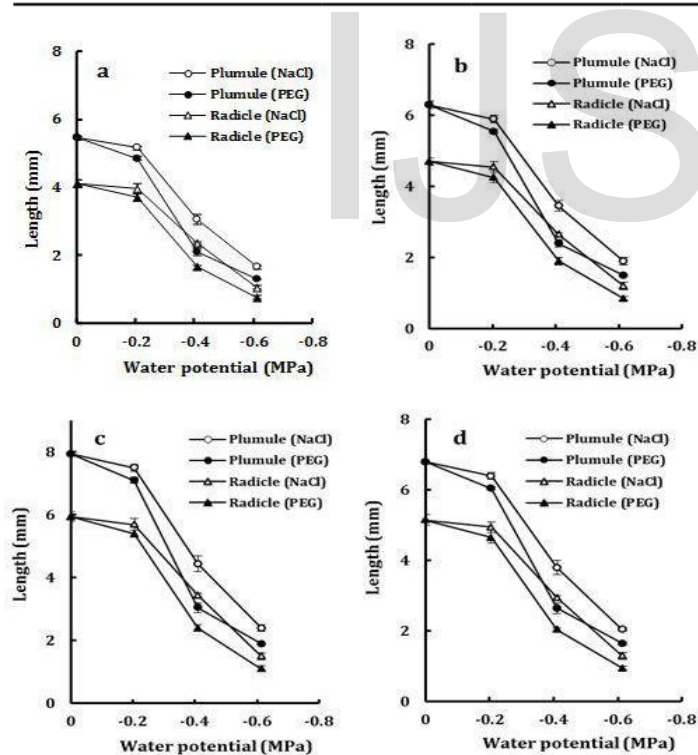 IJS
a
Plumule (NaCl)
Plumule (PEG)
Radicle (NaCl)
Radicle (PEG)
8
6
4
2
0
Length (mm)
0 -0.2 -0.4 -0.6 -0.8
Water potential (MPa)
b
Plumule (NaCl)
Plumule (PEG)
Radicle (NaCl)
Radicle (PEG)
8
6
4
2
0
Length (mm)
0 -0.2 -0.4 -0.6 -0.8
Water potential (MPa)
c
Plumule (NaCl)
Plumule (PEG)
Radicle (NaCl)
Radicle (PEG)
8
6
4
2
0
Length (mm)
0 -0.2 -0.4 -0.6 -0.8
Water potential (MPa)
d
Plumule (NaCl)
Plumule (PEG)
Radicle (NaCl)
Radicle (PEG)
8
6
4
2
0
Length (mm)
0 -0.2 -0.4 -0.6 -0.8
Water potential (MPa)